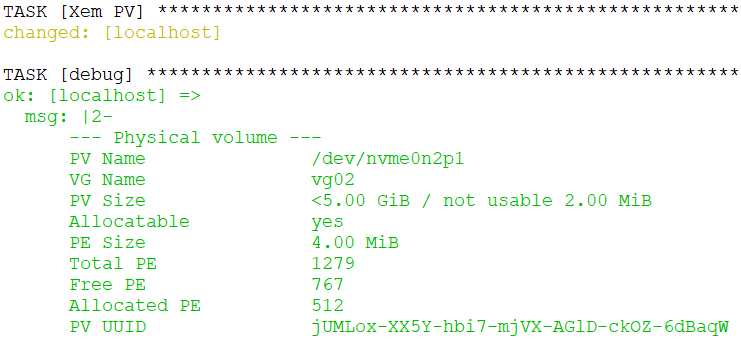 TASK [Xem PV] *****************************************************
changed: [localhost]
TASK [debug] ******************************************************
ok: [localhost] =>
msg: |2-
--- Physical volume ---
PV Name /dev/nvme0n2p1
VG Name vg02
PV Size <5.00 GiB / not usable 2.00 MiB
Allocatable yes
PE Size 4.00 MiB
Total PE 1279
Free PE 767
Allocated PE 512
PV UUID jUMLox-XX5Y-hbi7-mjVX-AGlD-ckOZ-6dBaqW